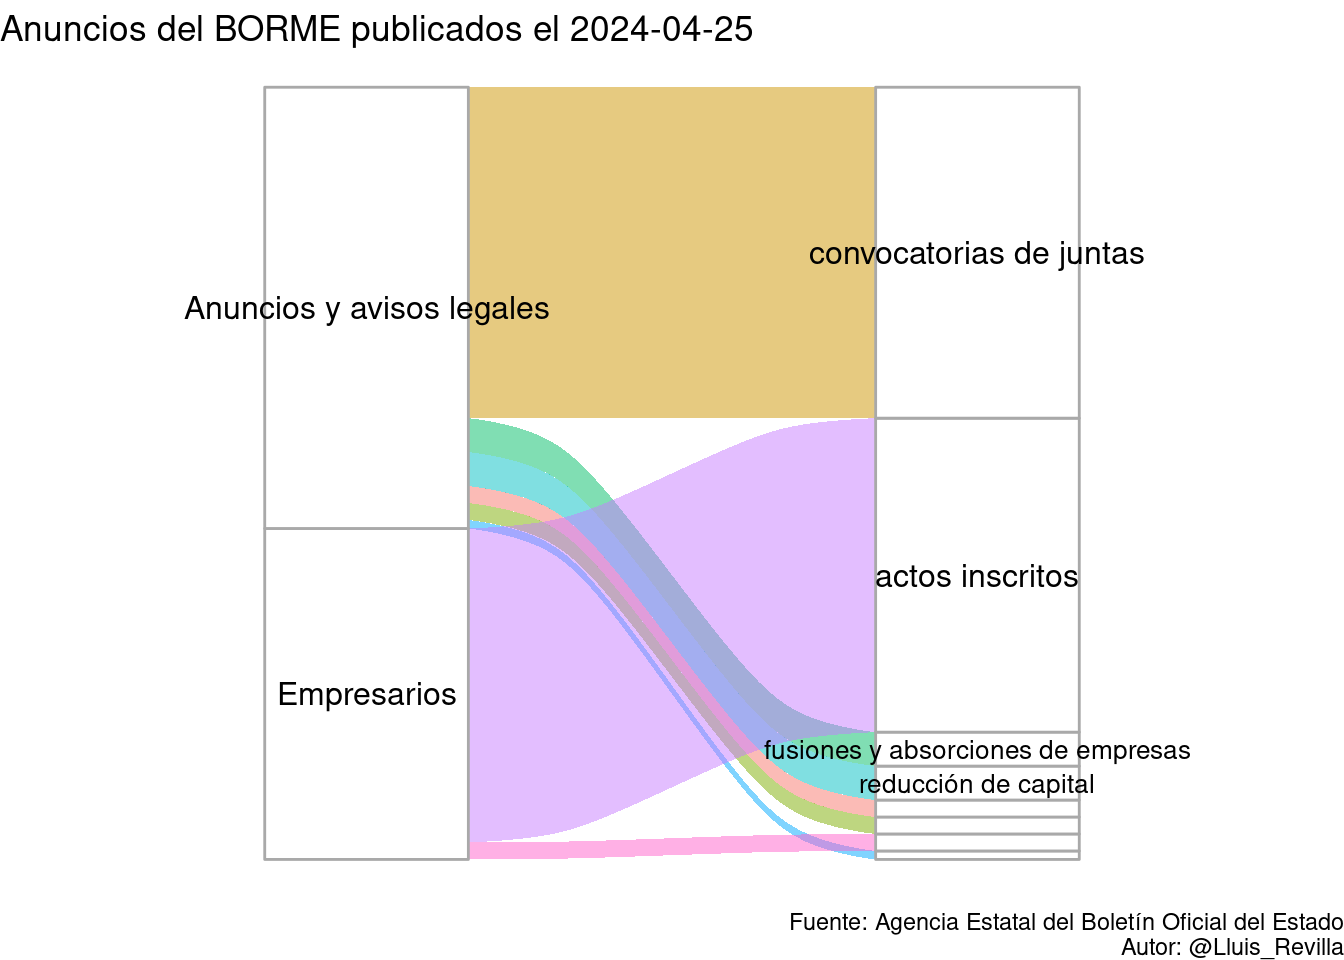 Anuncios del BORME publicados el 2024-04-25
convocatorias de juntas
Anuncios y avisos legales
actos inscritos
Empresarios
fusiones y absorciones de empresas
reducción de capital
Fuente: Agencia Estatal del Boletín Oficial del Estado
Autor: @Lluis_Revilla